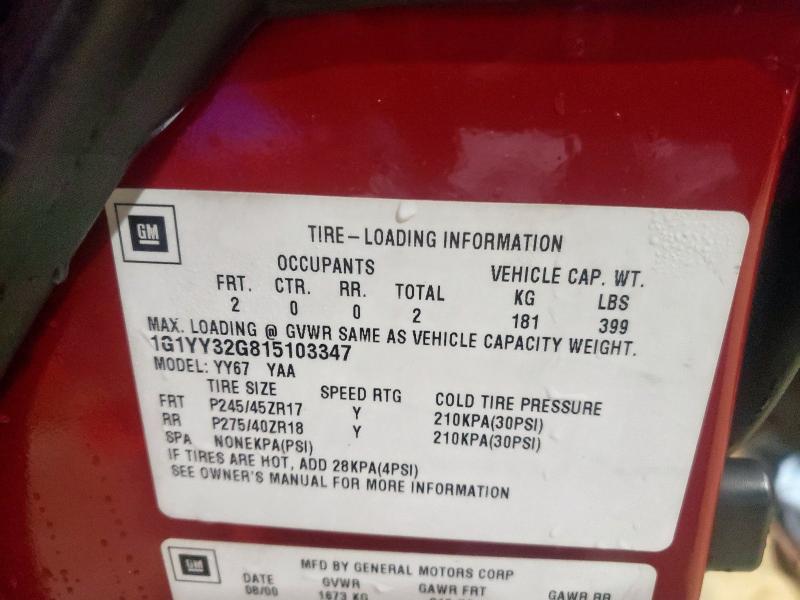 GM
TIRE-LOADING INFORMATION
OCCUPANTS VEHICLE CAP. WT.
FRT. CTR. RR. TOTAL KG LBS
2 0 0 2 181 399
MAX. LOADING @ GVWR SAME AS VEHICLE CAPACITY WEIGHT.
1G1YY32G815103347
MODEL: YY67 YAA
TIRE SIZE SPEED RTG COLD TIRE PRESSURE
FRT P245/45ZR17 Y 210KPA(30PSI)
RR P275/40ZR18 Y 210KPA(30PSI)
SPA NONEKPA(PSI)
IF TIRES ARE HOT, ADD 28KPA(4PSI)
SEE OWNER'S MANUAL FOR MORE INFORMATION
GM
MFD BY GENERAL MOTORS CORP
DATE GVWR GAWR FRT GAWR RR
08/00 1673 KG